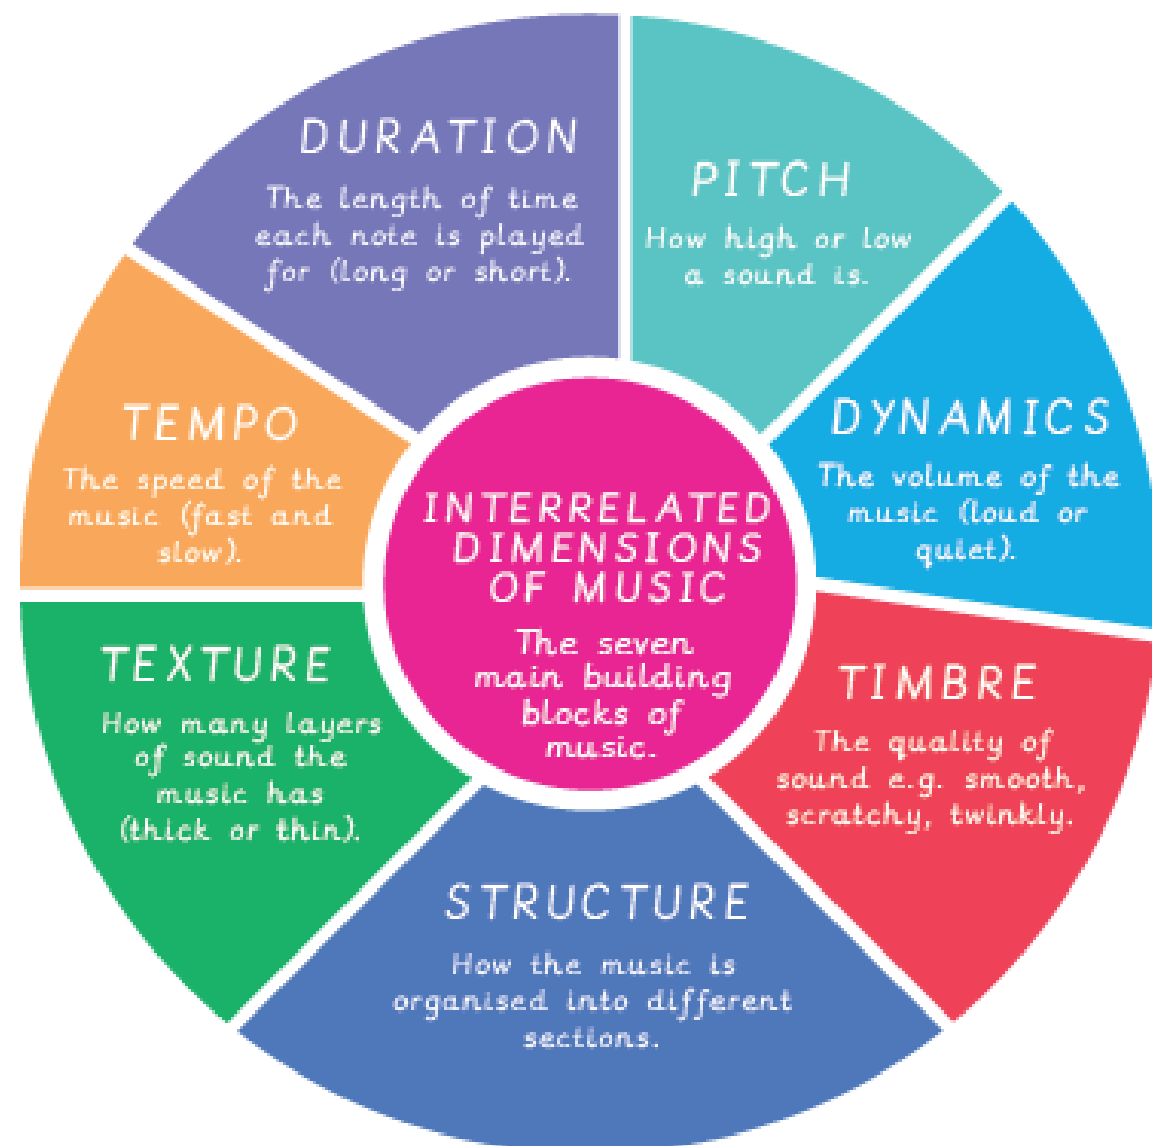 DURATION
The length of time
each note is played
for (long or short).
PITCH
How high or low
a sound is.
DYNAMICS
The volume of the
music (loud or
quiet).
TIMBRE
The quality of
sound e.g. smooth,
scratchy, twinkly.
STRUCTURE
How the music is
organised into different
sections.
TEXTURE
How many layers
of sound the
music has
(thick or thin).
TEMPO
The speed of the
music (fast and
slow).
INTERRELATED
DIMENSIONS
OF MUSIC
The seven
main building
blocks of
music.